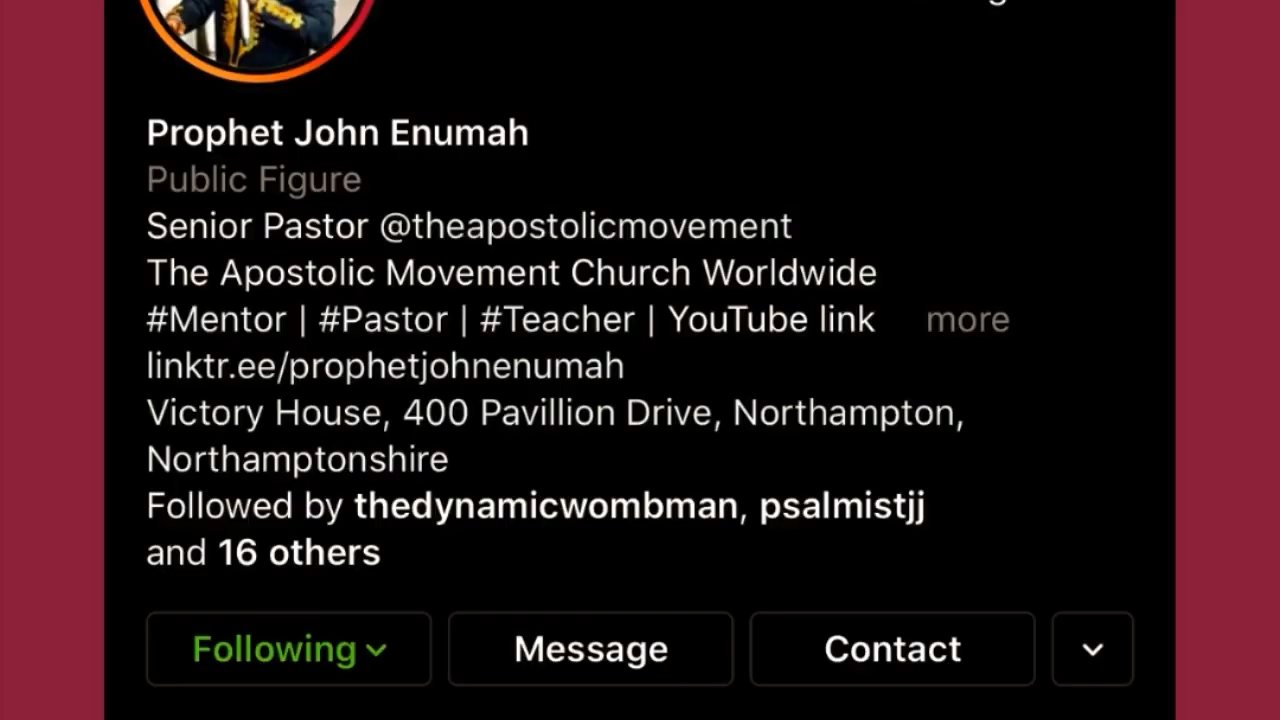 Prophet John Enumah
Public Figure
Senior Pastor @theapostolicmovement
The Apostolic Movement Church Worldwide
#Mentor | #Pastor | #Teacher | YouTube link more
linktr.ee/prophetjohnenumah
Victory House, 400 Pavillion Drive, Northampton,
Northamptonshire
Followed by thedynamicwombman, psalmistjj
and 16 others
Following Message Contact